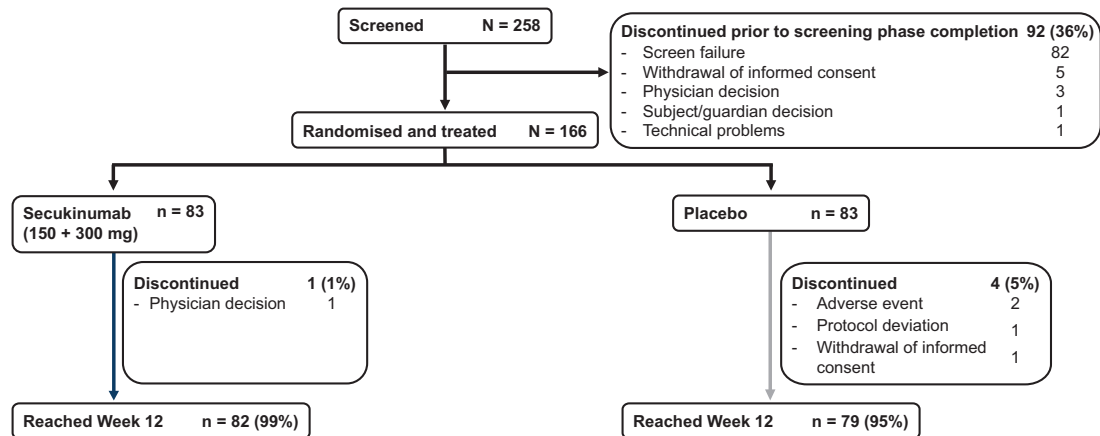 Screened N = 258
Discontinued prior to screening phase completion 92 (36%)
- Screen failure 82
- Withdrawal of informed consent 5
- Physician decision 3
- Subject/guardian decision 1
- Technical problems 1
Randomised and treated N = 166
Secukinumab n = 83
(150 + 300 mg)
Placebo n = 83
Discontinued 1 (1%)
- Physician decision 1
Discontinued 4 (5%)
- Adverse event 2
- Protocol deviation 1
- Withdrawal of informed
consent 1
Reached Week 12 n = 82 (99%)
Reached Week 12 n = 79 (95%)